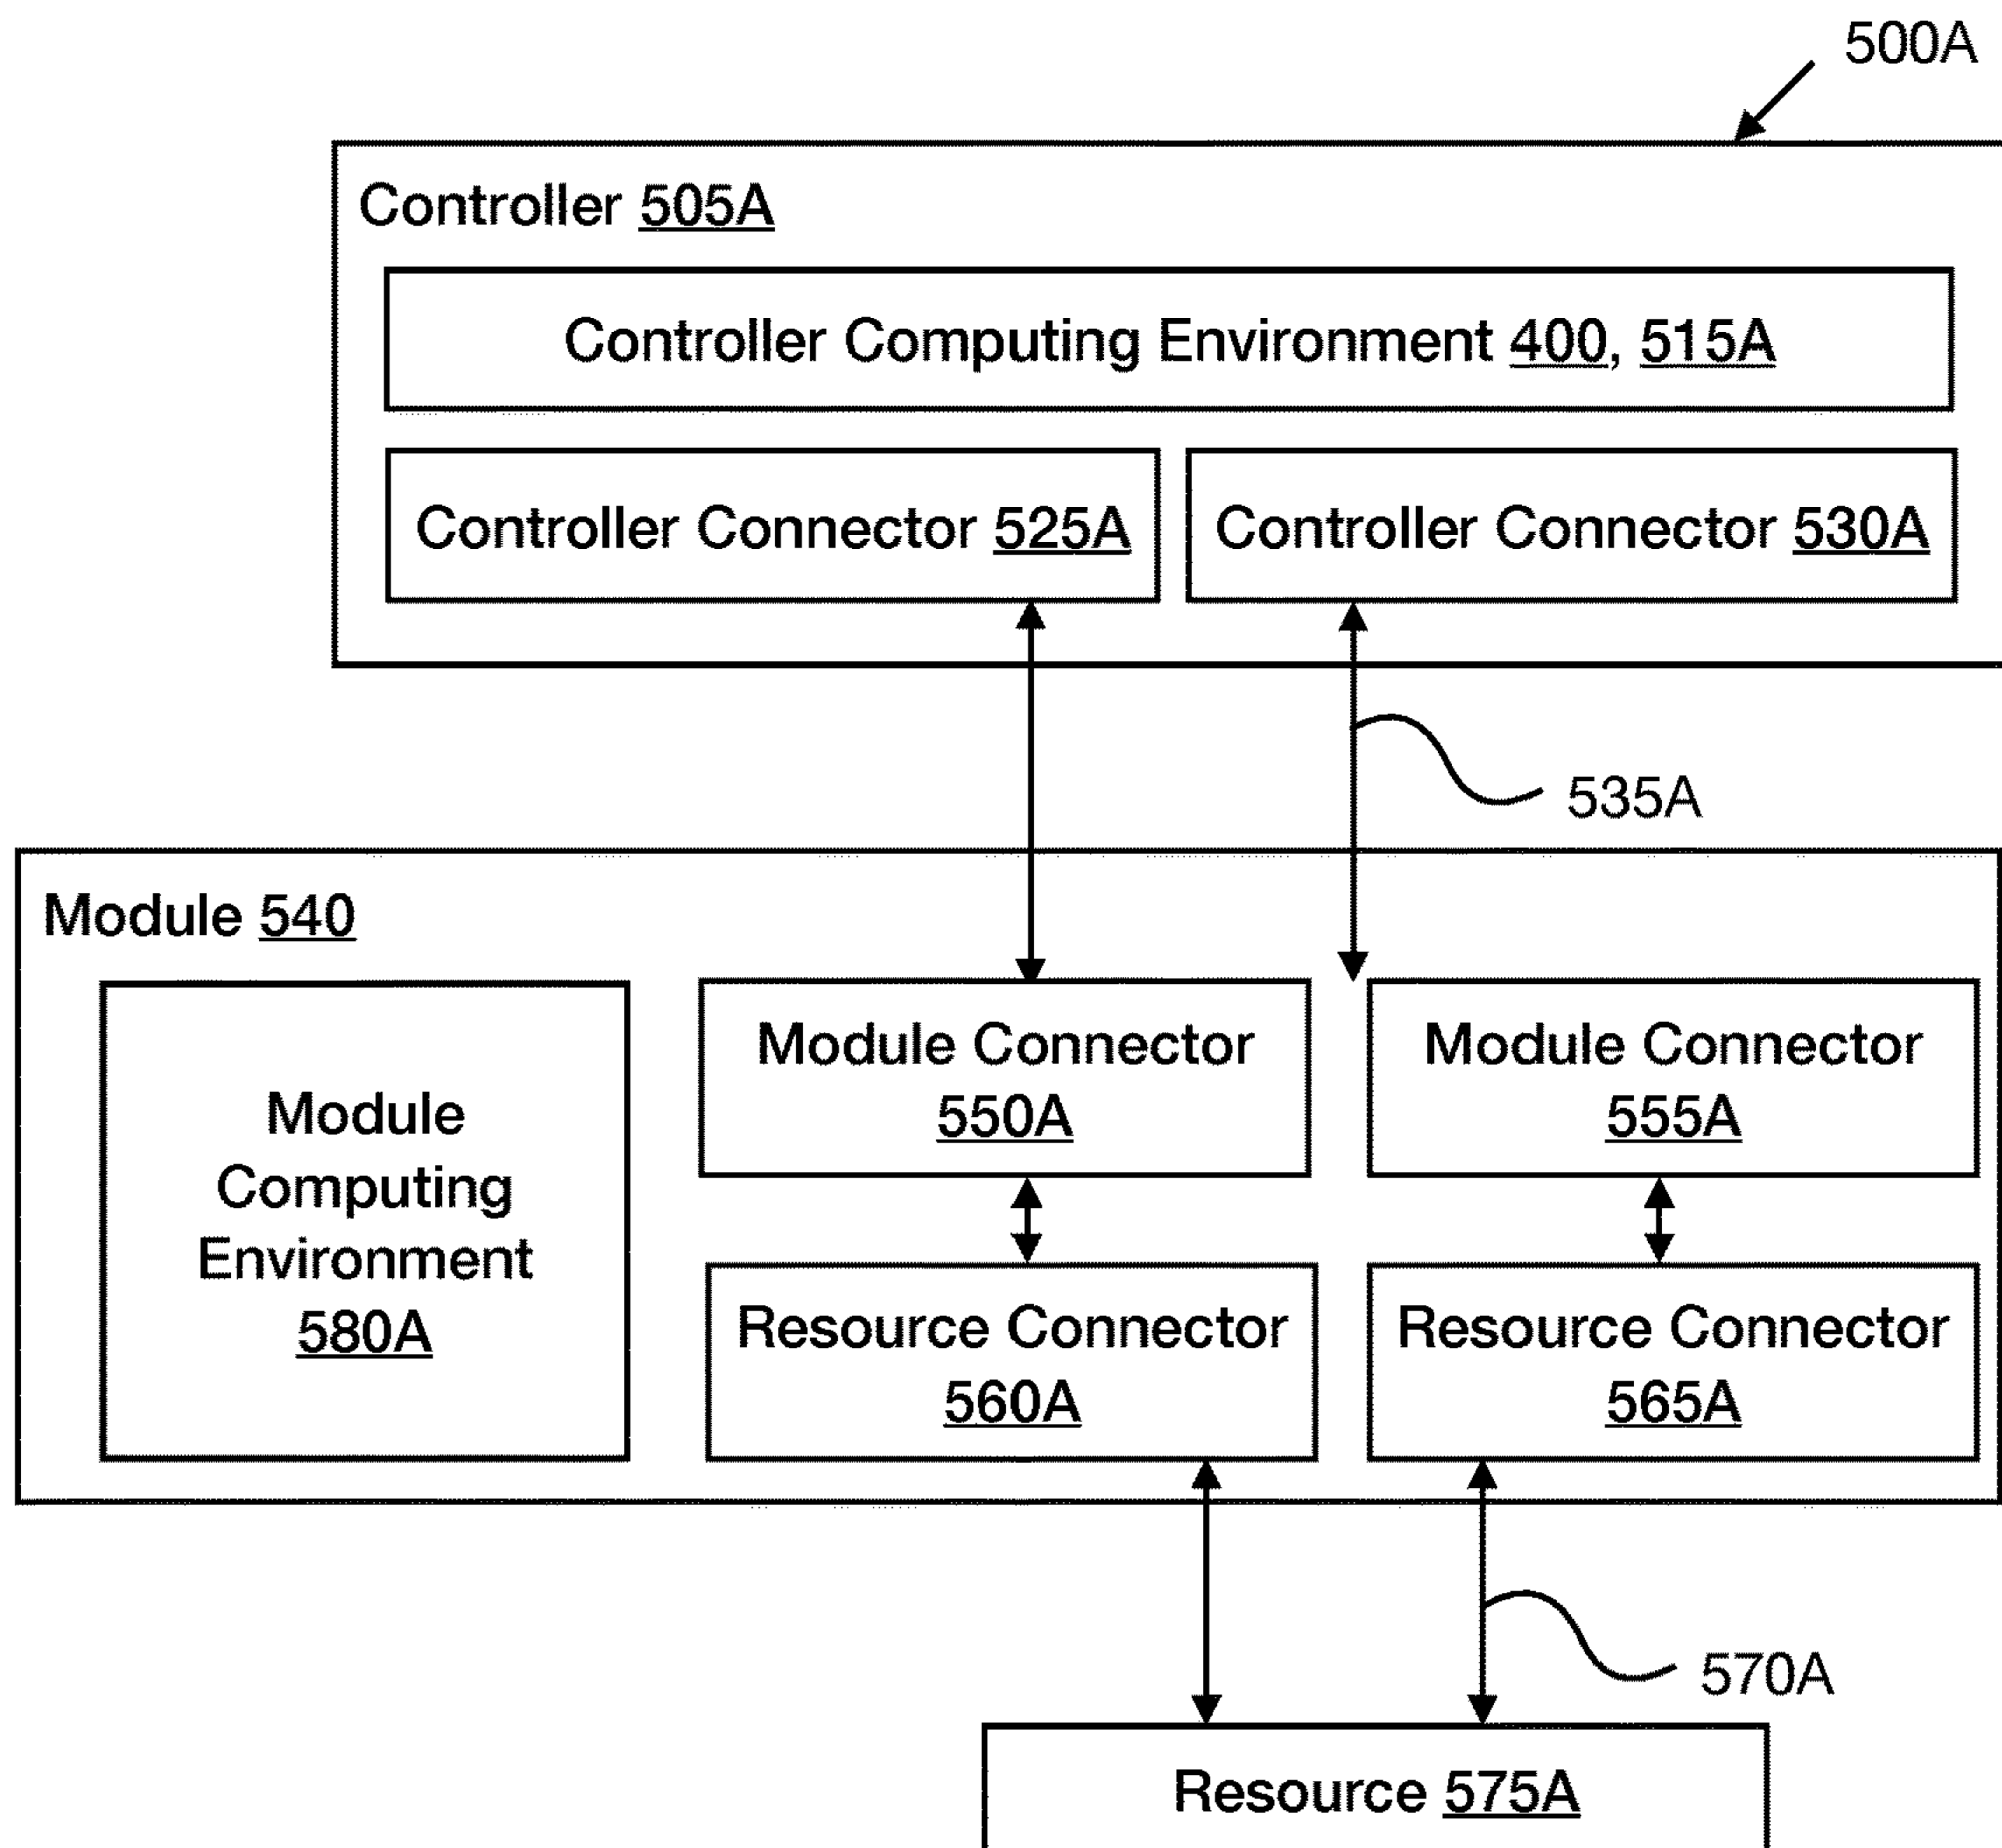 500A
Controller 505A
Controller Computing Environment 400, 515A
Controller Connector 525A
Controller Connector 530A
535A
Module 540
Module
Computing
Environment
580A
Module Connector
550A
Module Connector
555A
Resource Connector
560A
Resource Connector
565A
570A
Resource 575A